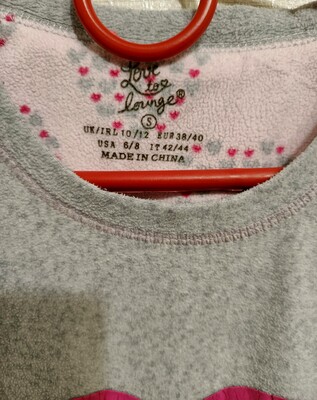 Love
to
lounge®
S
UK/IRL 10/12 EUR 38/40
USA 6/8 IT 42/44
MADE IN CHINA